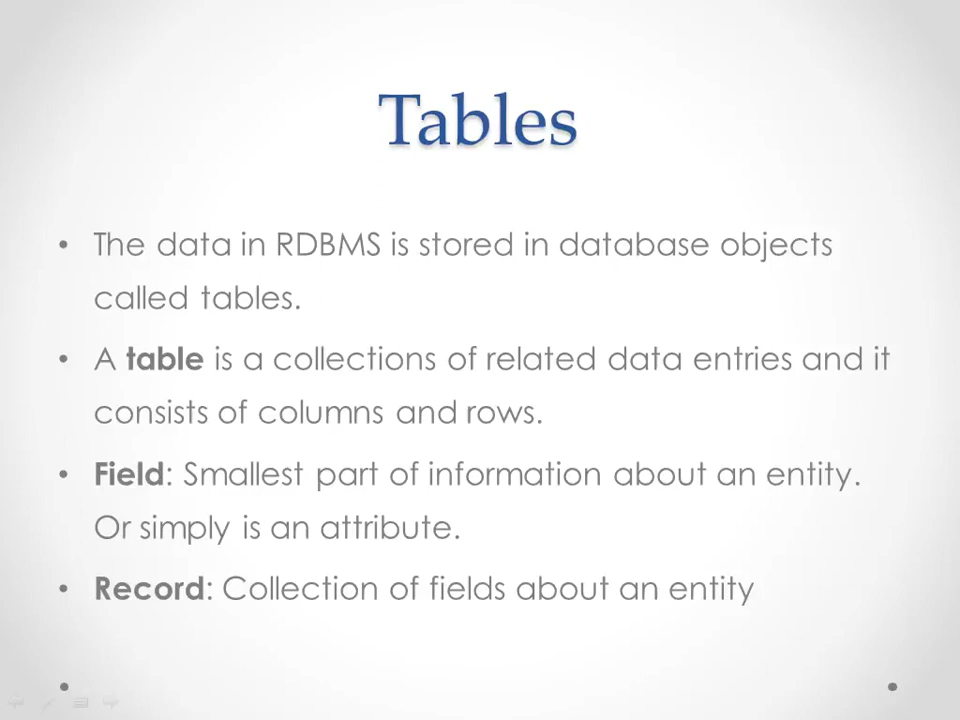 Tables
• The data in RDBMS is stored in database objects
called tables.
• A table is a collections of related data entries and it
consists of columns and rows.
• Field: Smallest part of information about an entity.
Or simply is an attribute.
• Record: Collection of fields about an entity